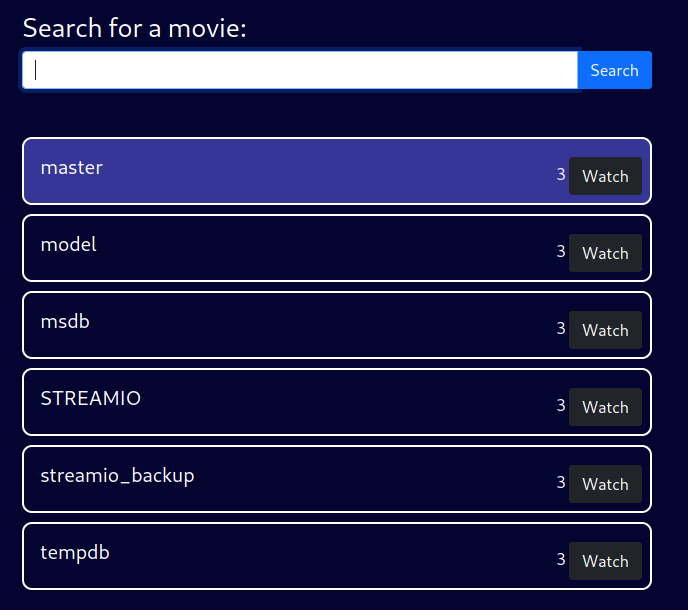 Search for a movie:
Search
master 3 Watch
model 3 Watch
msdb 3 Watch
STREAMIO 3 Watch
streamio_backup 3 Watch
tempdb 3 Watch